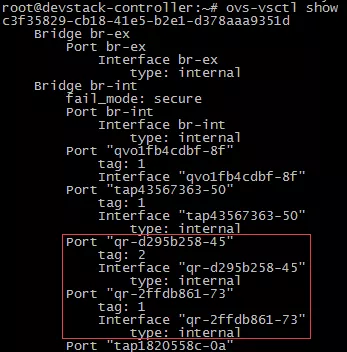 root@devstack-controller:~# ovs-vsctl show
c3f35829-cb18-41e5-b2e1-d378aaa9351d
Bridge br-ex
Port br-ex
Interface br-ex
type: internal
Bridge br-int
fail_mode: secure
Port br-int
Interface br-int
type: internal
Port "qvo1fb4cdbf-8f"
tag: 1
Interface "qvo1fb4cdbf-8f"
Port "tap43567363-50"
tag: 1
Interface "tap43567363-50"
type: internal
Port "qr-d295b258-45"
tag: 2
Interface "qr-d295b258-45"
type: internal
Port "qr-2ffdb861-73"
tag: 1
Interface "qr-2ffdb861-73"
type: internal
Port "tap1820558c-0a"